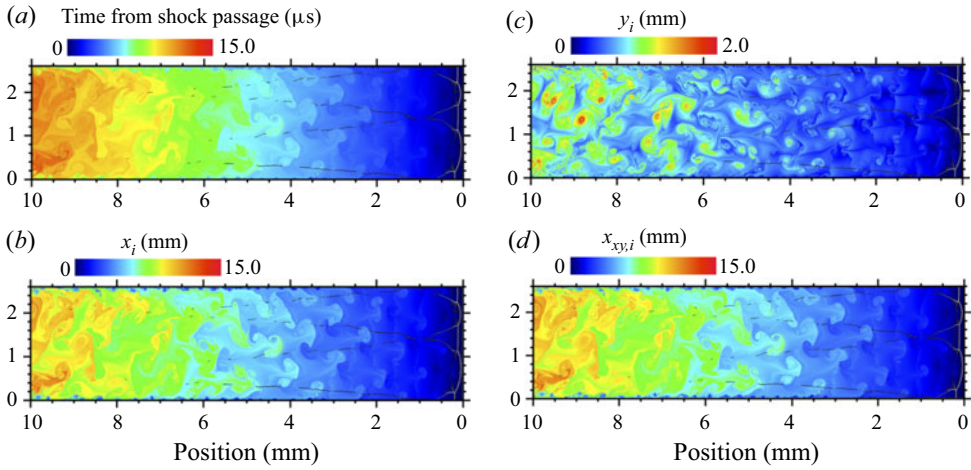 (a) Time from shock passage (μs)
0 15.0
2
1
0
10 8 6 4 2 0
(b) x_i (mm)
0 15.0
2
1
0
10 8 6 4 2 0
Position (mm)
(c) y_i (mm)
0 2.0
2
1
0
10 8 6 4 2 0
(d) x_{xy,i} (mm)
0 15.0
2
1
0
10 8 6 4 2 0
Position (mm)